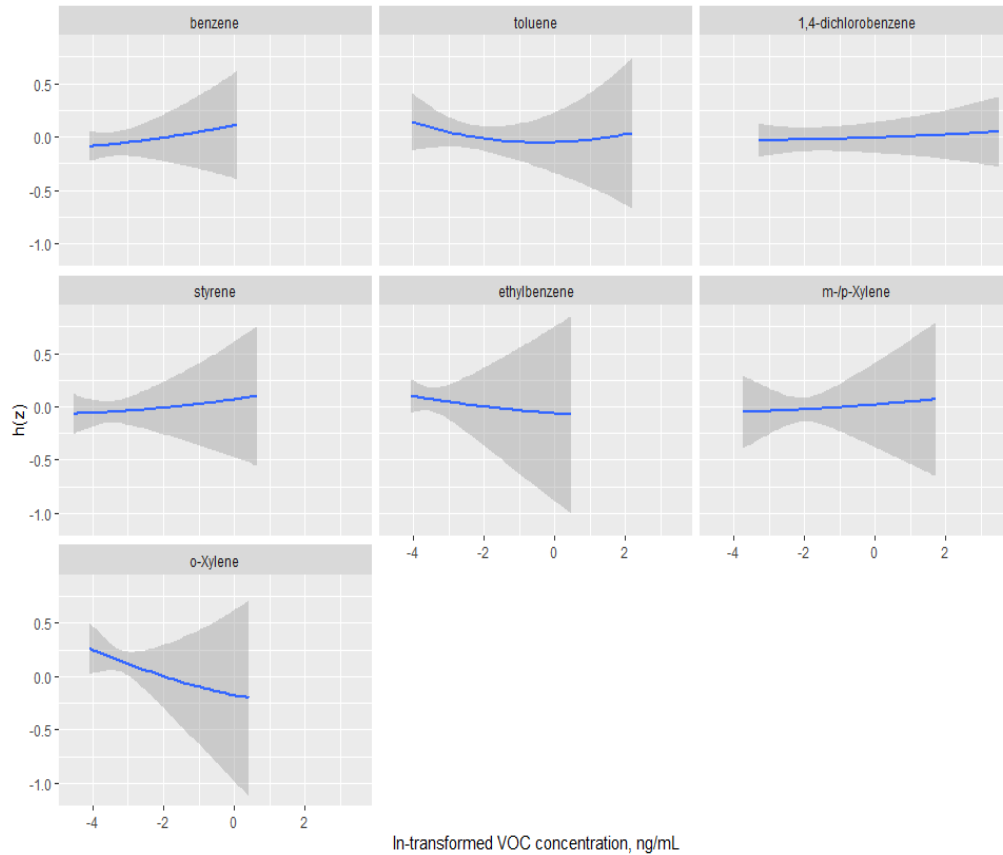 benzene toluene 1,4-dichlorobenzene
0.5
0.0
-0.5
-1.0
styrene ethylbenzene m-/p-Xylene
0.5
0.0
-0.5
-1.0
h(z)
-4 -2 0 2 -2 0 2
o-Xylene
0.5
0.0
-0.5
-1.0
-4 -2 0 2
ln-transformed VOC concentration, ng/mL